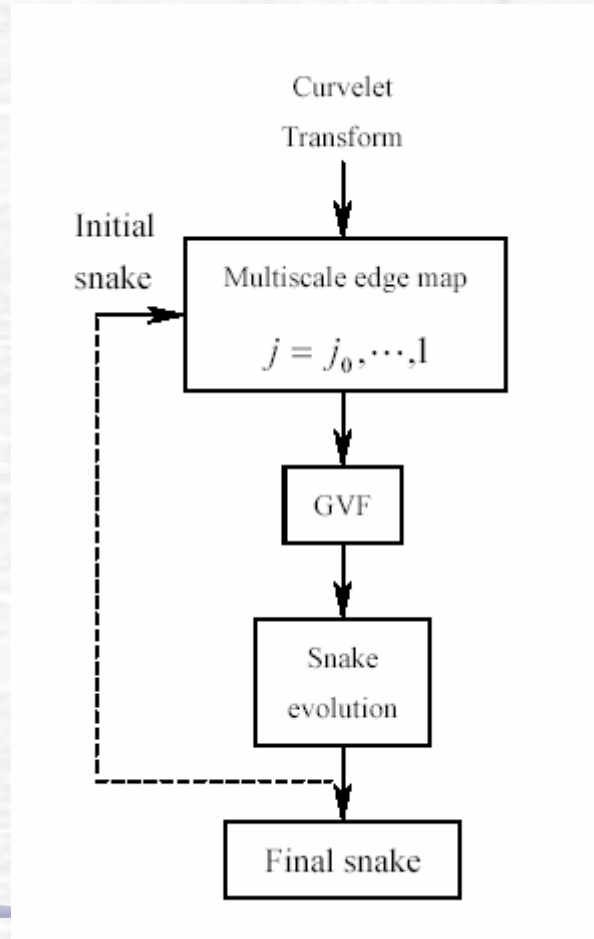 Curvelet
Transform
Initial
snake
Multiscale edge map
j = j₀,⋯,1
GVF
Snake
evolution
Final snake